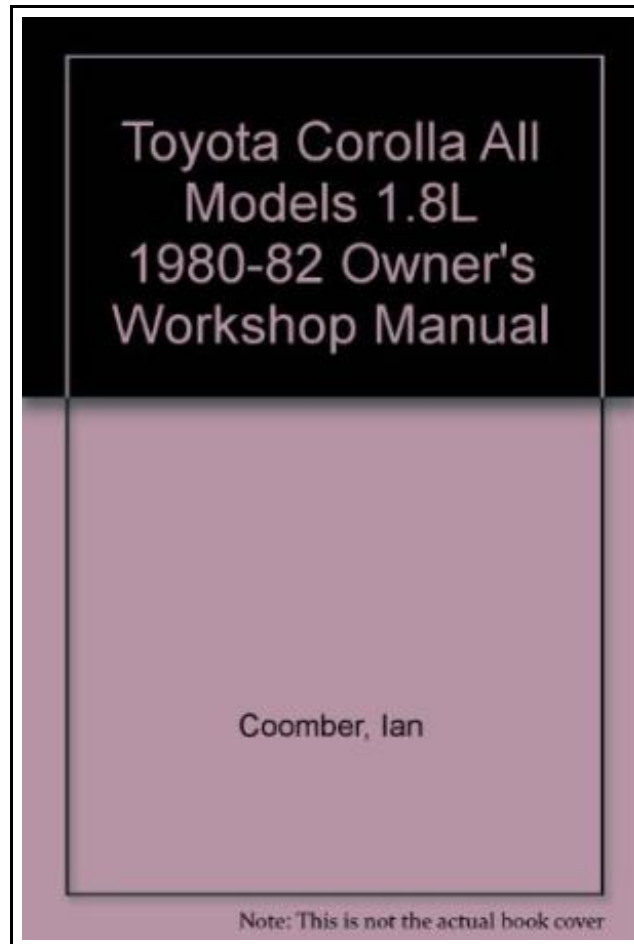 Toyota Corolla All
Models 1.8L
1980-82 Owner's
Workshop Manual
Coomber, Ian
Note: This is not the actual book cover